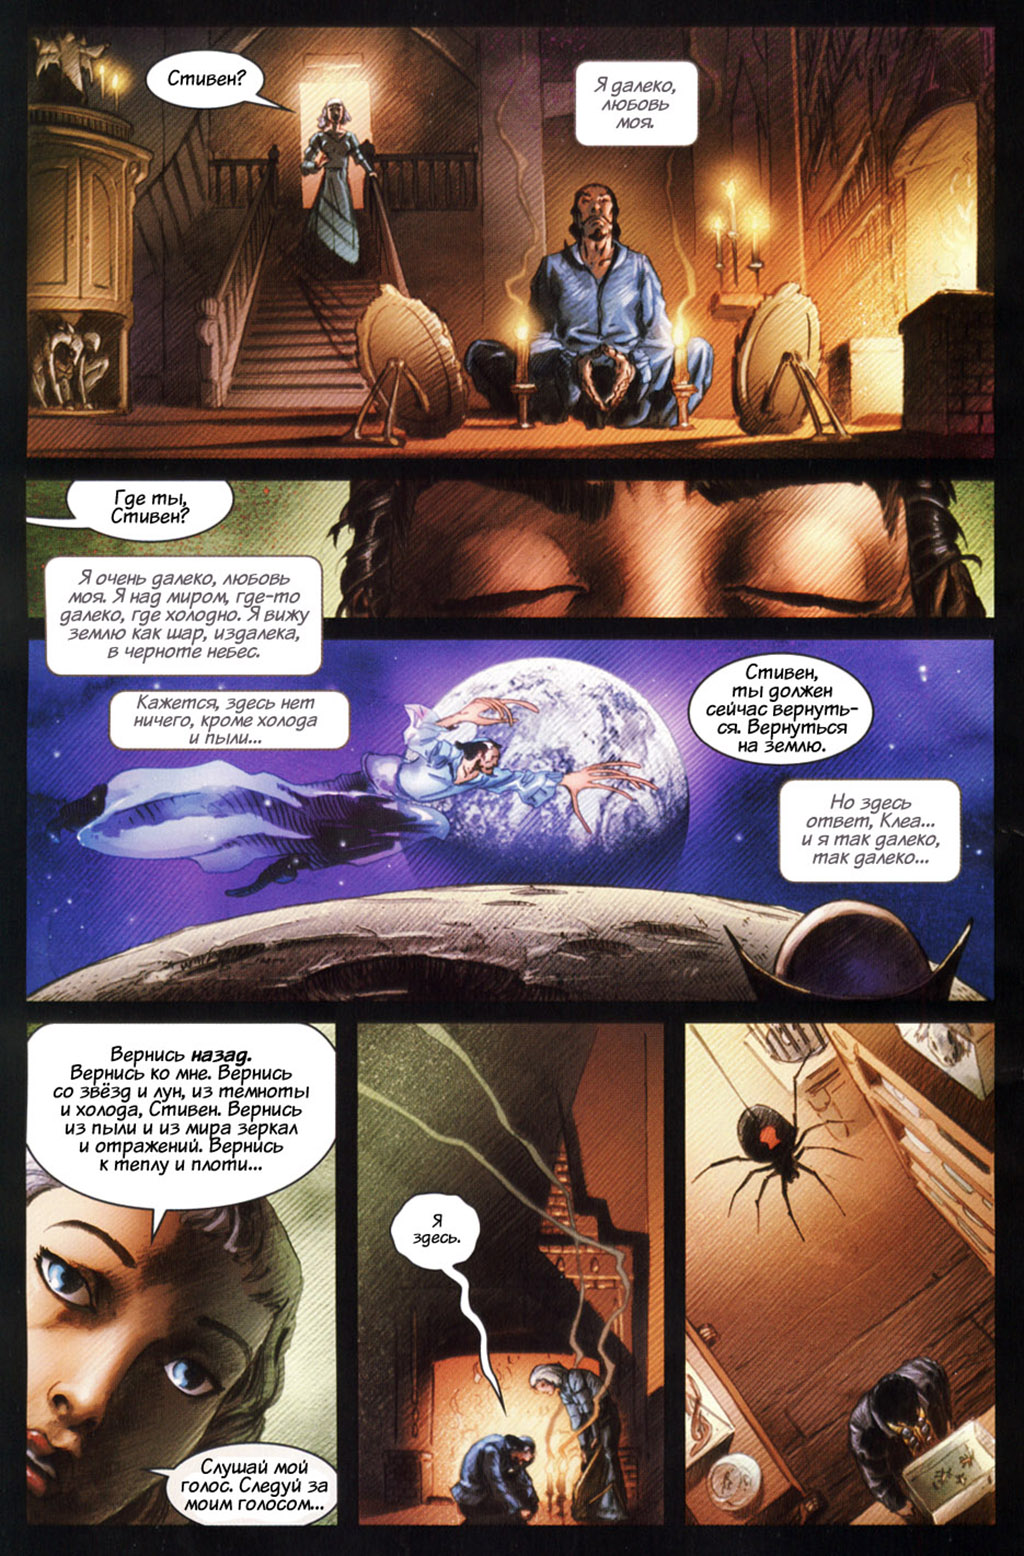 Стивен?
Я далеко,
любовь
моя.
Где ты,
Стивен?
Я очень далеко, любовь
моя. Я над миром, где-то
далеко, где холодно. Я вижу
землю как шар, издалека,
в черноте небес.
Кажется, здесь нет
ничего, кроме холода
и пыли...
Стивен,
ты должен
сейчас вернуть-
ся. Вернуться
на землю.
Но здесь
ответ, Клеа...
и я так далеко,
так далеко...
Вернись назад.
Вернись ко мне. Вернись
со звёзд и лун, из темноты
и холода, Стивен. Вернись
из пыли и из мира зеркал
и отражений. Вернись
к теплу и плоти...
Слушай мой
голос. Следуй за
моим голосом...
Я
здесь.